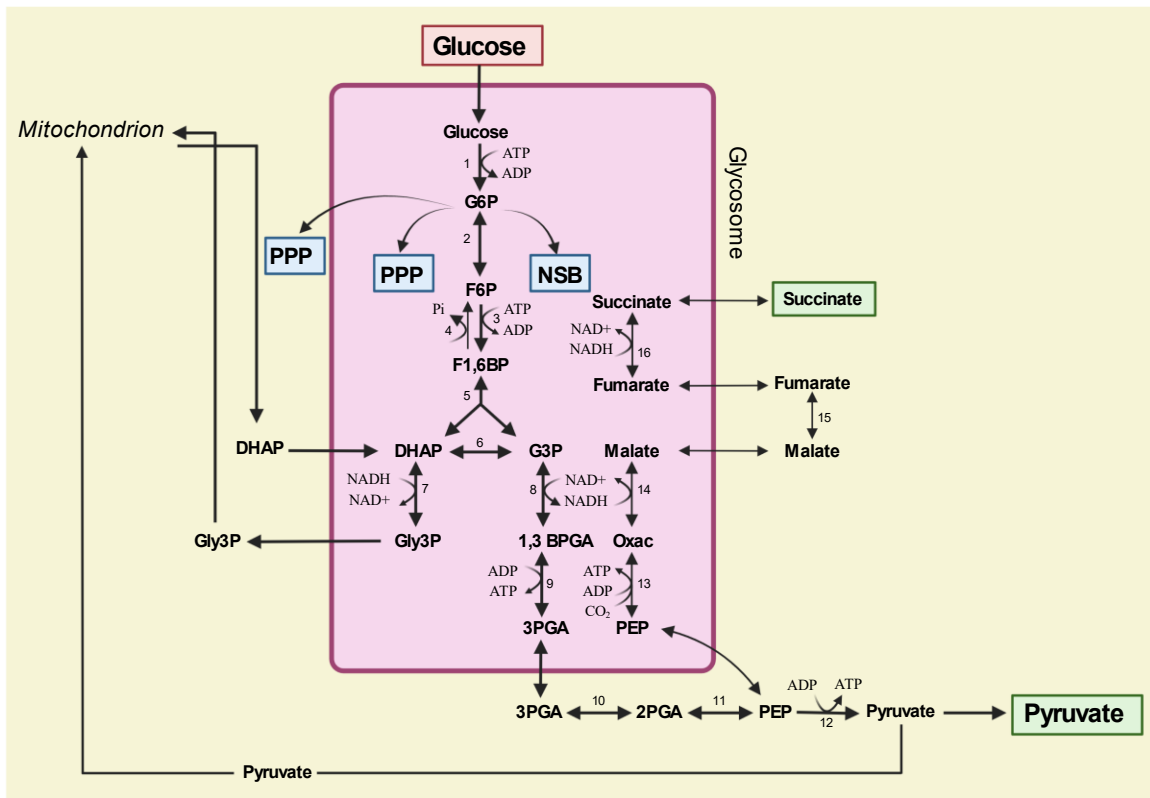 Glucose
Mitochondrion
Glycosome
Glucose
1
ATP
ADP
G6P
PPP
PPP
NSB
2
F6P
Pi
4
3
ATP
ADP
F1,6BP
5
Succinate
Succinate
NAD+
NADH
16
Fumarate
Fumarate
15
DHAP
DHAP
6
G3P
Malate
Malate
NADH
NAD+
7
8
NAD+
NADH
14
Gly3P
Gly3P
1,3 BPGA
Oxac
ADP
ATP
9
ATP
ADP
CO₂
13
3PGA
PEP
3PGA
10
2PGA
11
PEP
ADP
ATP
12
Pyruvate
Pyruvate
Pyruvate